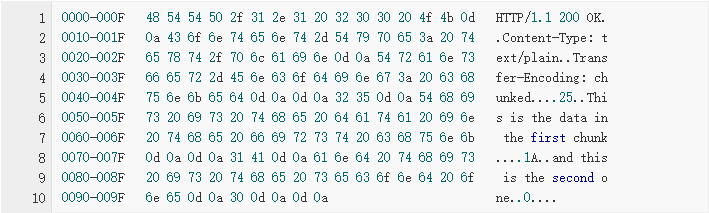 1 0000-000F 48 54 54 50 2f 31 2e 31 20 32 30 30 20 4f 4b 0d HTTP/1.1 200 OK.
2 0010-001F 0a 43 6f 6e 74 65 6e 74 2d 54 79 70 65 3a 20 74 .Content-Type: t
3 0020-002F 65 78 74 2f 70 6c 61 69 6e 0d 0a 54 72 61 6e 73 ext/plain..Trans
4 0030-003F 66 65 72 2d 45 6e 63 6f 64 69 6e 67 3a 20 63 68 fer-Encoding: ch
5 0040-004F 75 6e 6b 65 64 0d 0a 0d 0a 32 35 0d 0a 54 68 69 unked....25..Thi
6 0050-005F 73 20 69 73 20 74 68 65 20 64 61 74 61 20 69 6e s is the data in
7 0060-006F 20 74 68 65 20 66 69 72 73 74 20 63 68 75 6e 6b the first chunk
8 0070-007F 0d 0a 0d 0a 31 41 0d 0a 61 6e 64 20 74 68 69 73 ....1A..and this
9 0080-008F 20 69 73 20 74 68 65 20 73 65 63 6f 6e 64 20 6f is the second o
10 0090-009F 6e 65 0d 0a 30 0d 0a 0d 0a ne..0....